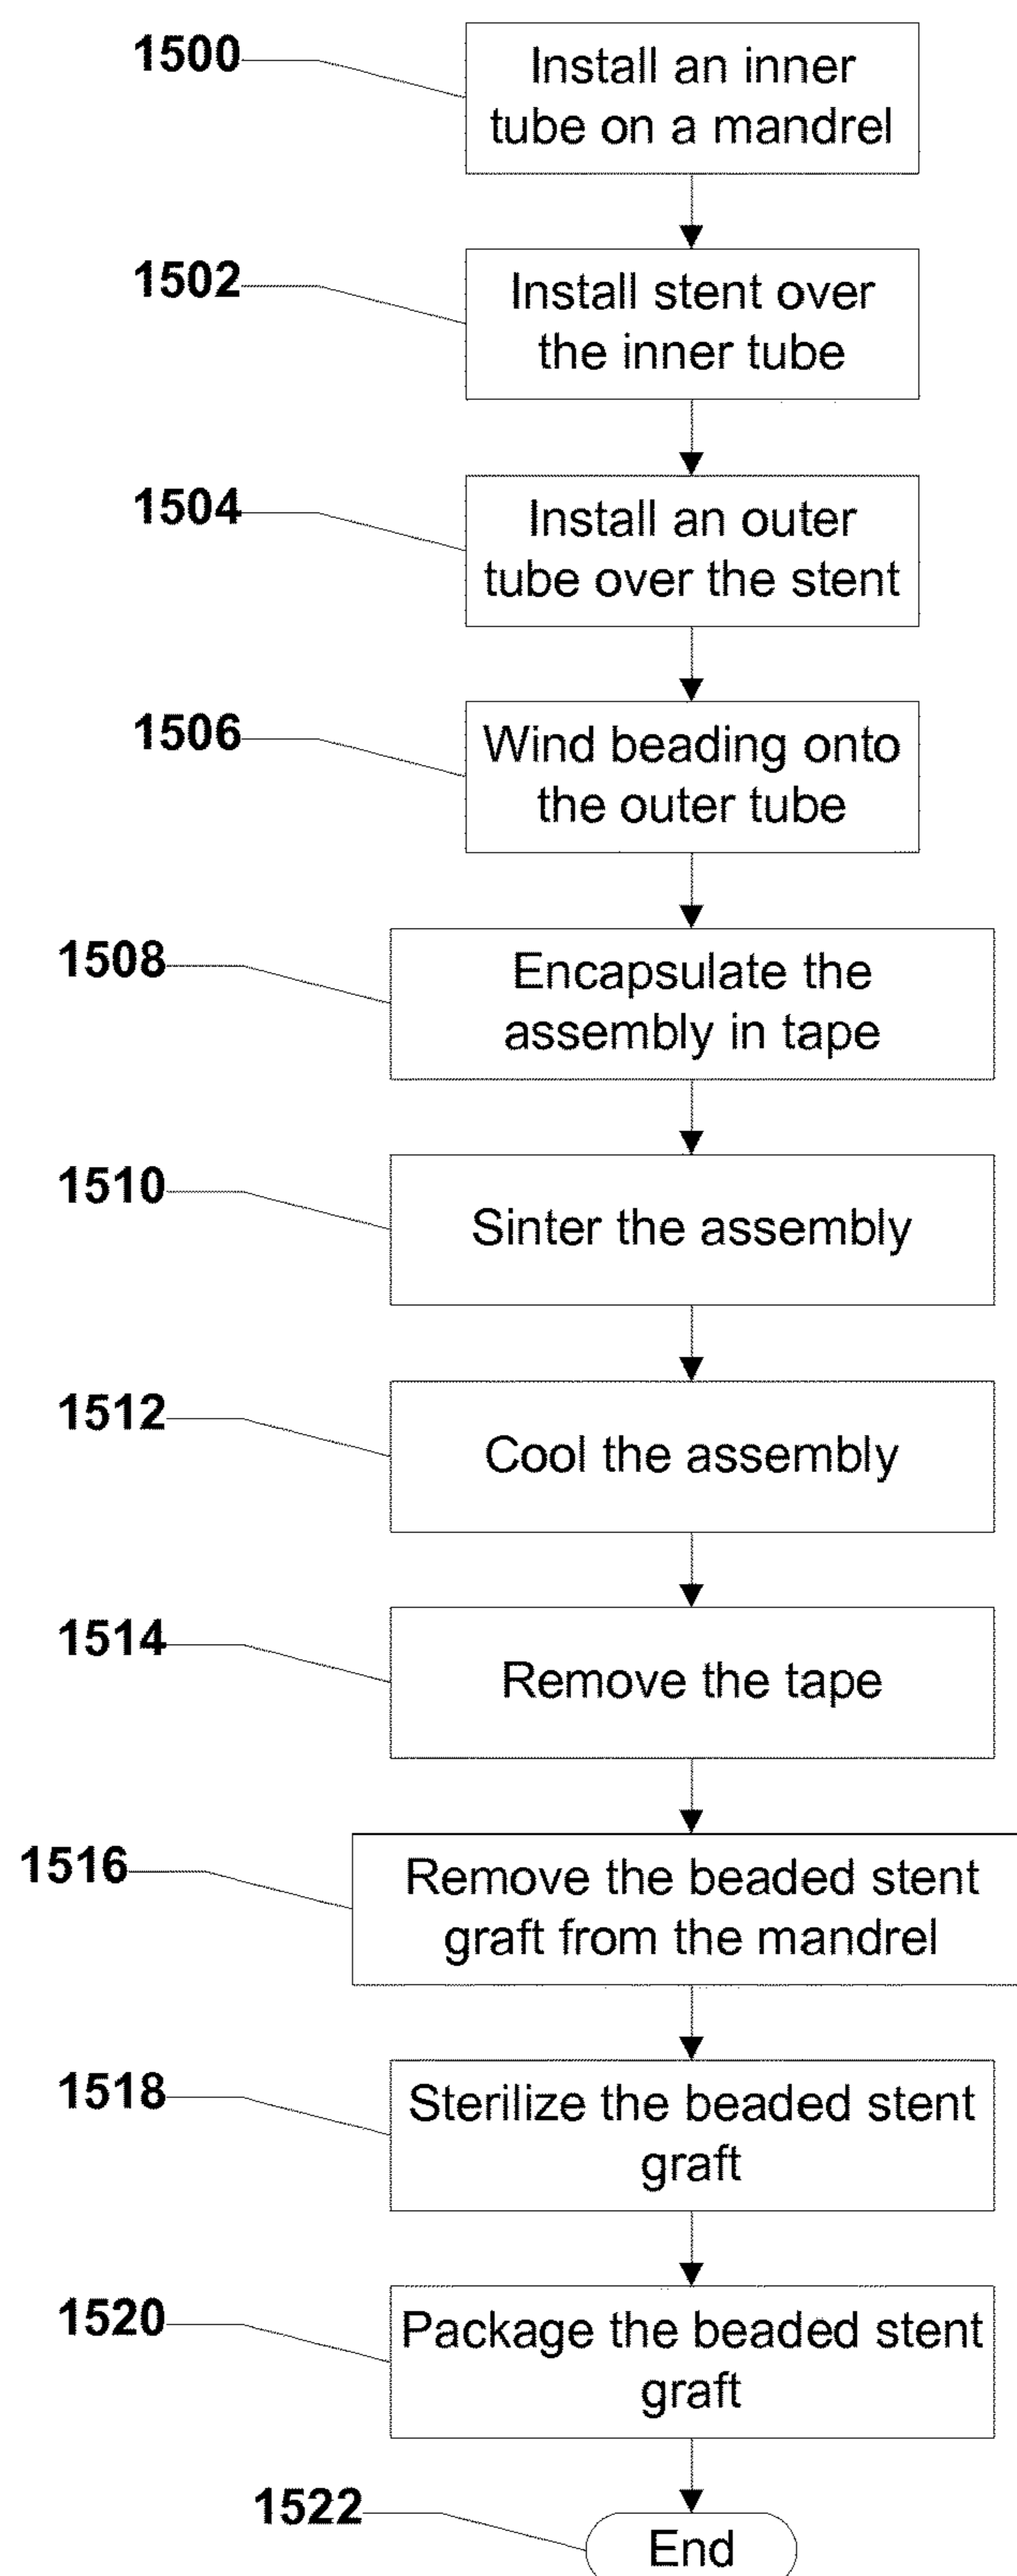 1500
Install an inner
tube on a mandrel
1502
Install stent over
the inner tube
1504
Install an outer
tube over the stent
1506
Wind beading onto
the outer tube
1508
Encapsulate the
assembly in tape
1510
Sinter the assembly
1512
Cool the assembly
1514
Remove the tape
1516
Remove the beaded stent
graft from the mandrel
1518
Sterilize the beaded stent
graft
1520
Package the beaded stent
graft
1522
End